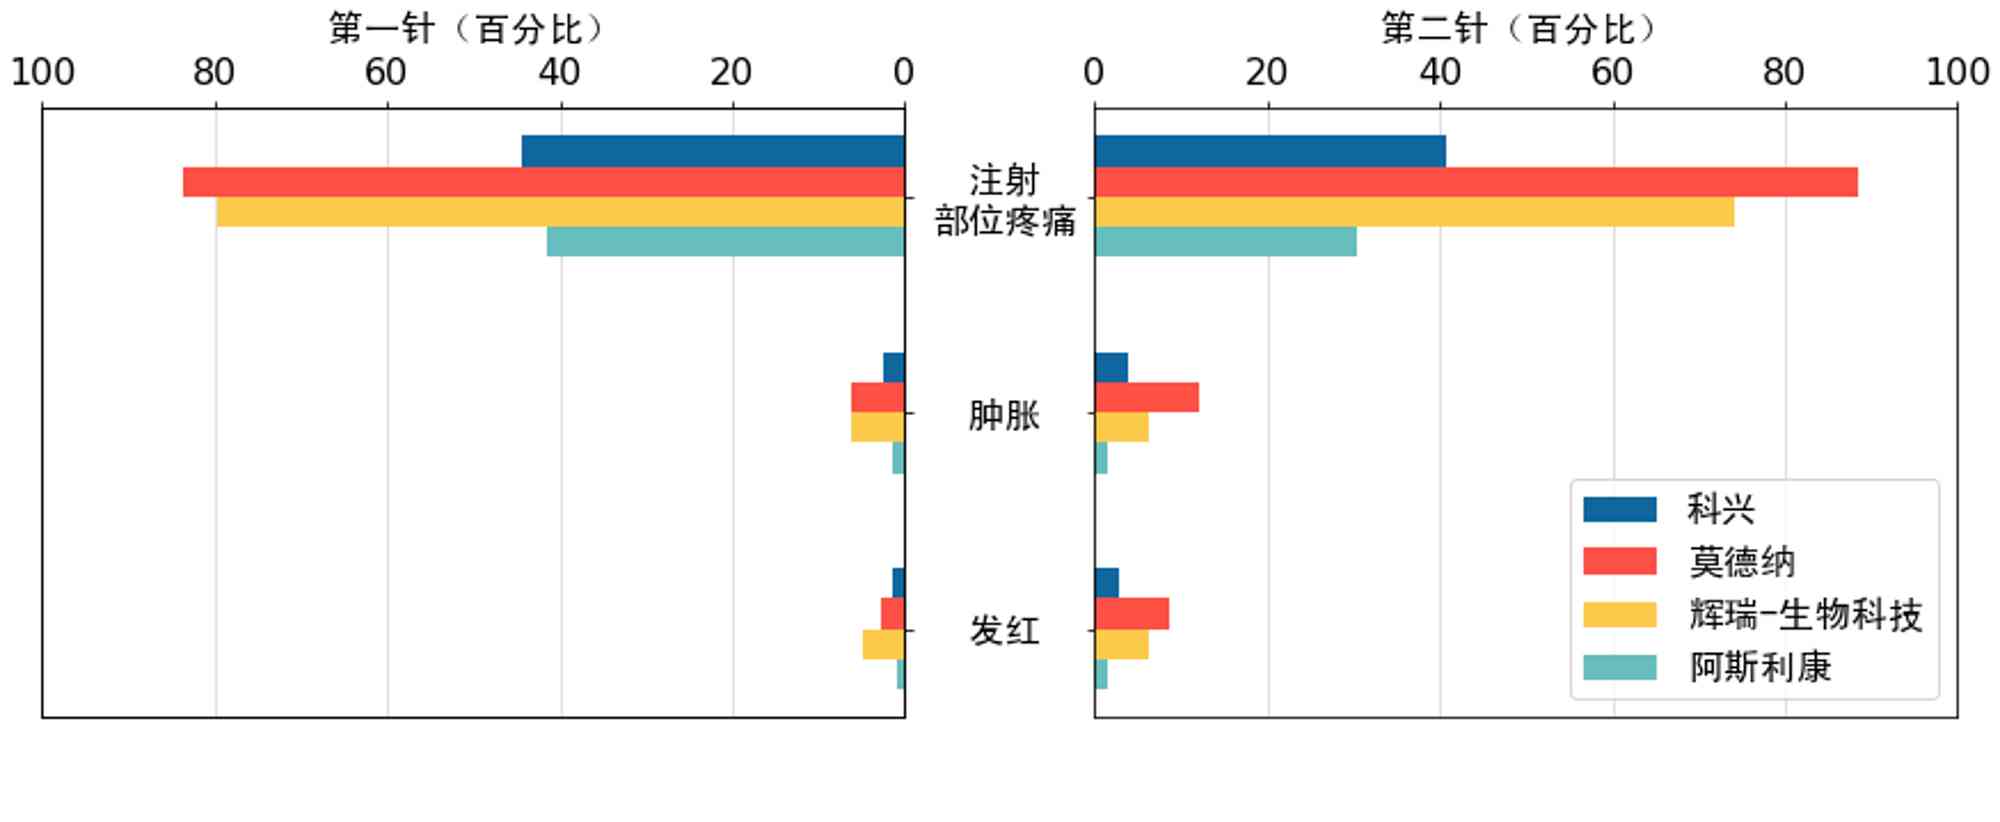 第一针（百分比）
100 80 60 40 20 0
第二针（百分比）
0 20 40 60 80 100
注射
部位疼痛
肿胀
发红
科兴
莫德纳
辉瑞-生物科技
阿斯利康